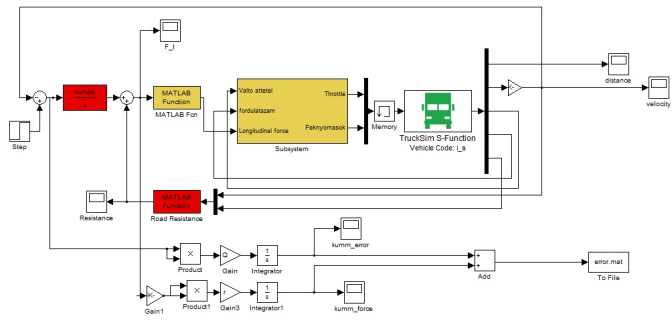 F_l
distance
velocity
Step
MATLAB
Function
MATLAB Fcn
Valto attetel
fordulatszam
Longitudinal force
Throttle
Feknyomasok
Subsystem
Memory
TruckSim S-Function
Vehicle Code: i_s
Resistance
MATLAB
Function
Road Resistance
kumm_error
Product
Gain
1
s
Integrator
Add
error.mat
To File
Gain1
Product1
Gain3
1
s
Integrator1
kumm_force